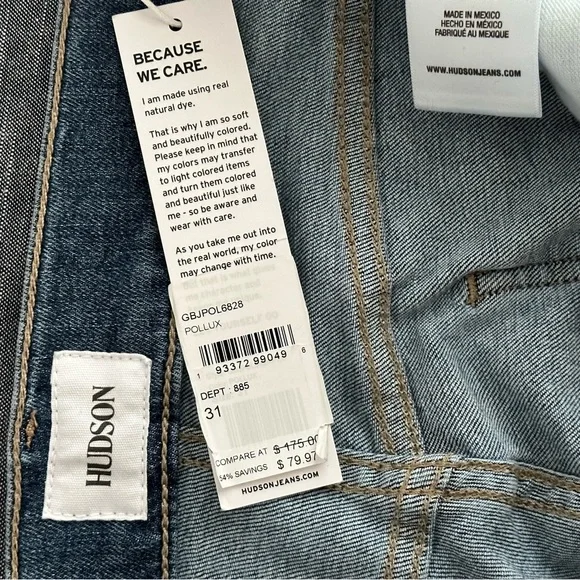 BECAUSE
WE CARE.
I am made using real
natural dye.
That is why I am so soft
and beautifully colored.
Please keep in mind that
my colors may transfer
to light colored items
and turn them colored
and beautiful just like
me - so be aware and
wear with care.
As you take me out into
the real world, my color
may change with time.
GBJPOL6828
POLLUX
1 93372 99049 6
DEPT : 885
31
COMPARE AT $ 475.00
54% SAVINGS $ 79.97
HUDSONJEANS.COM
HUDSON
MADE IN MEXICO
HECHO EN MÉXICO
FABRIQUÉ AU MEXIQUE
WWW.HUDSONJEANS.COM